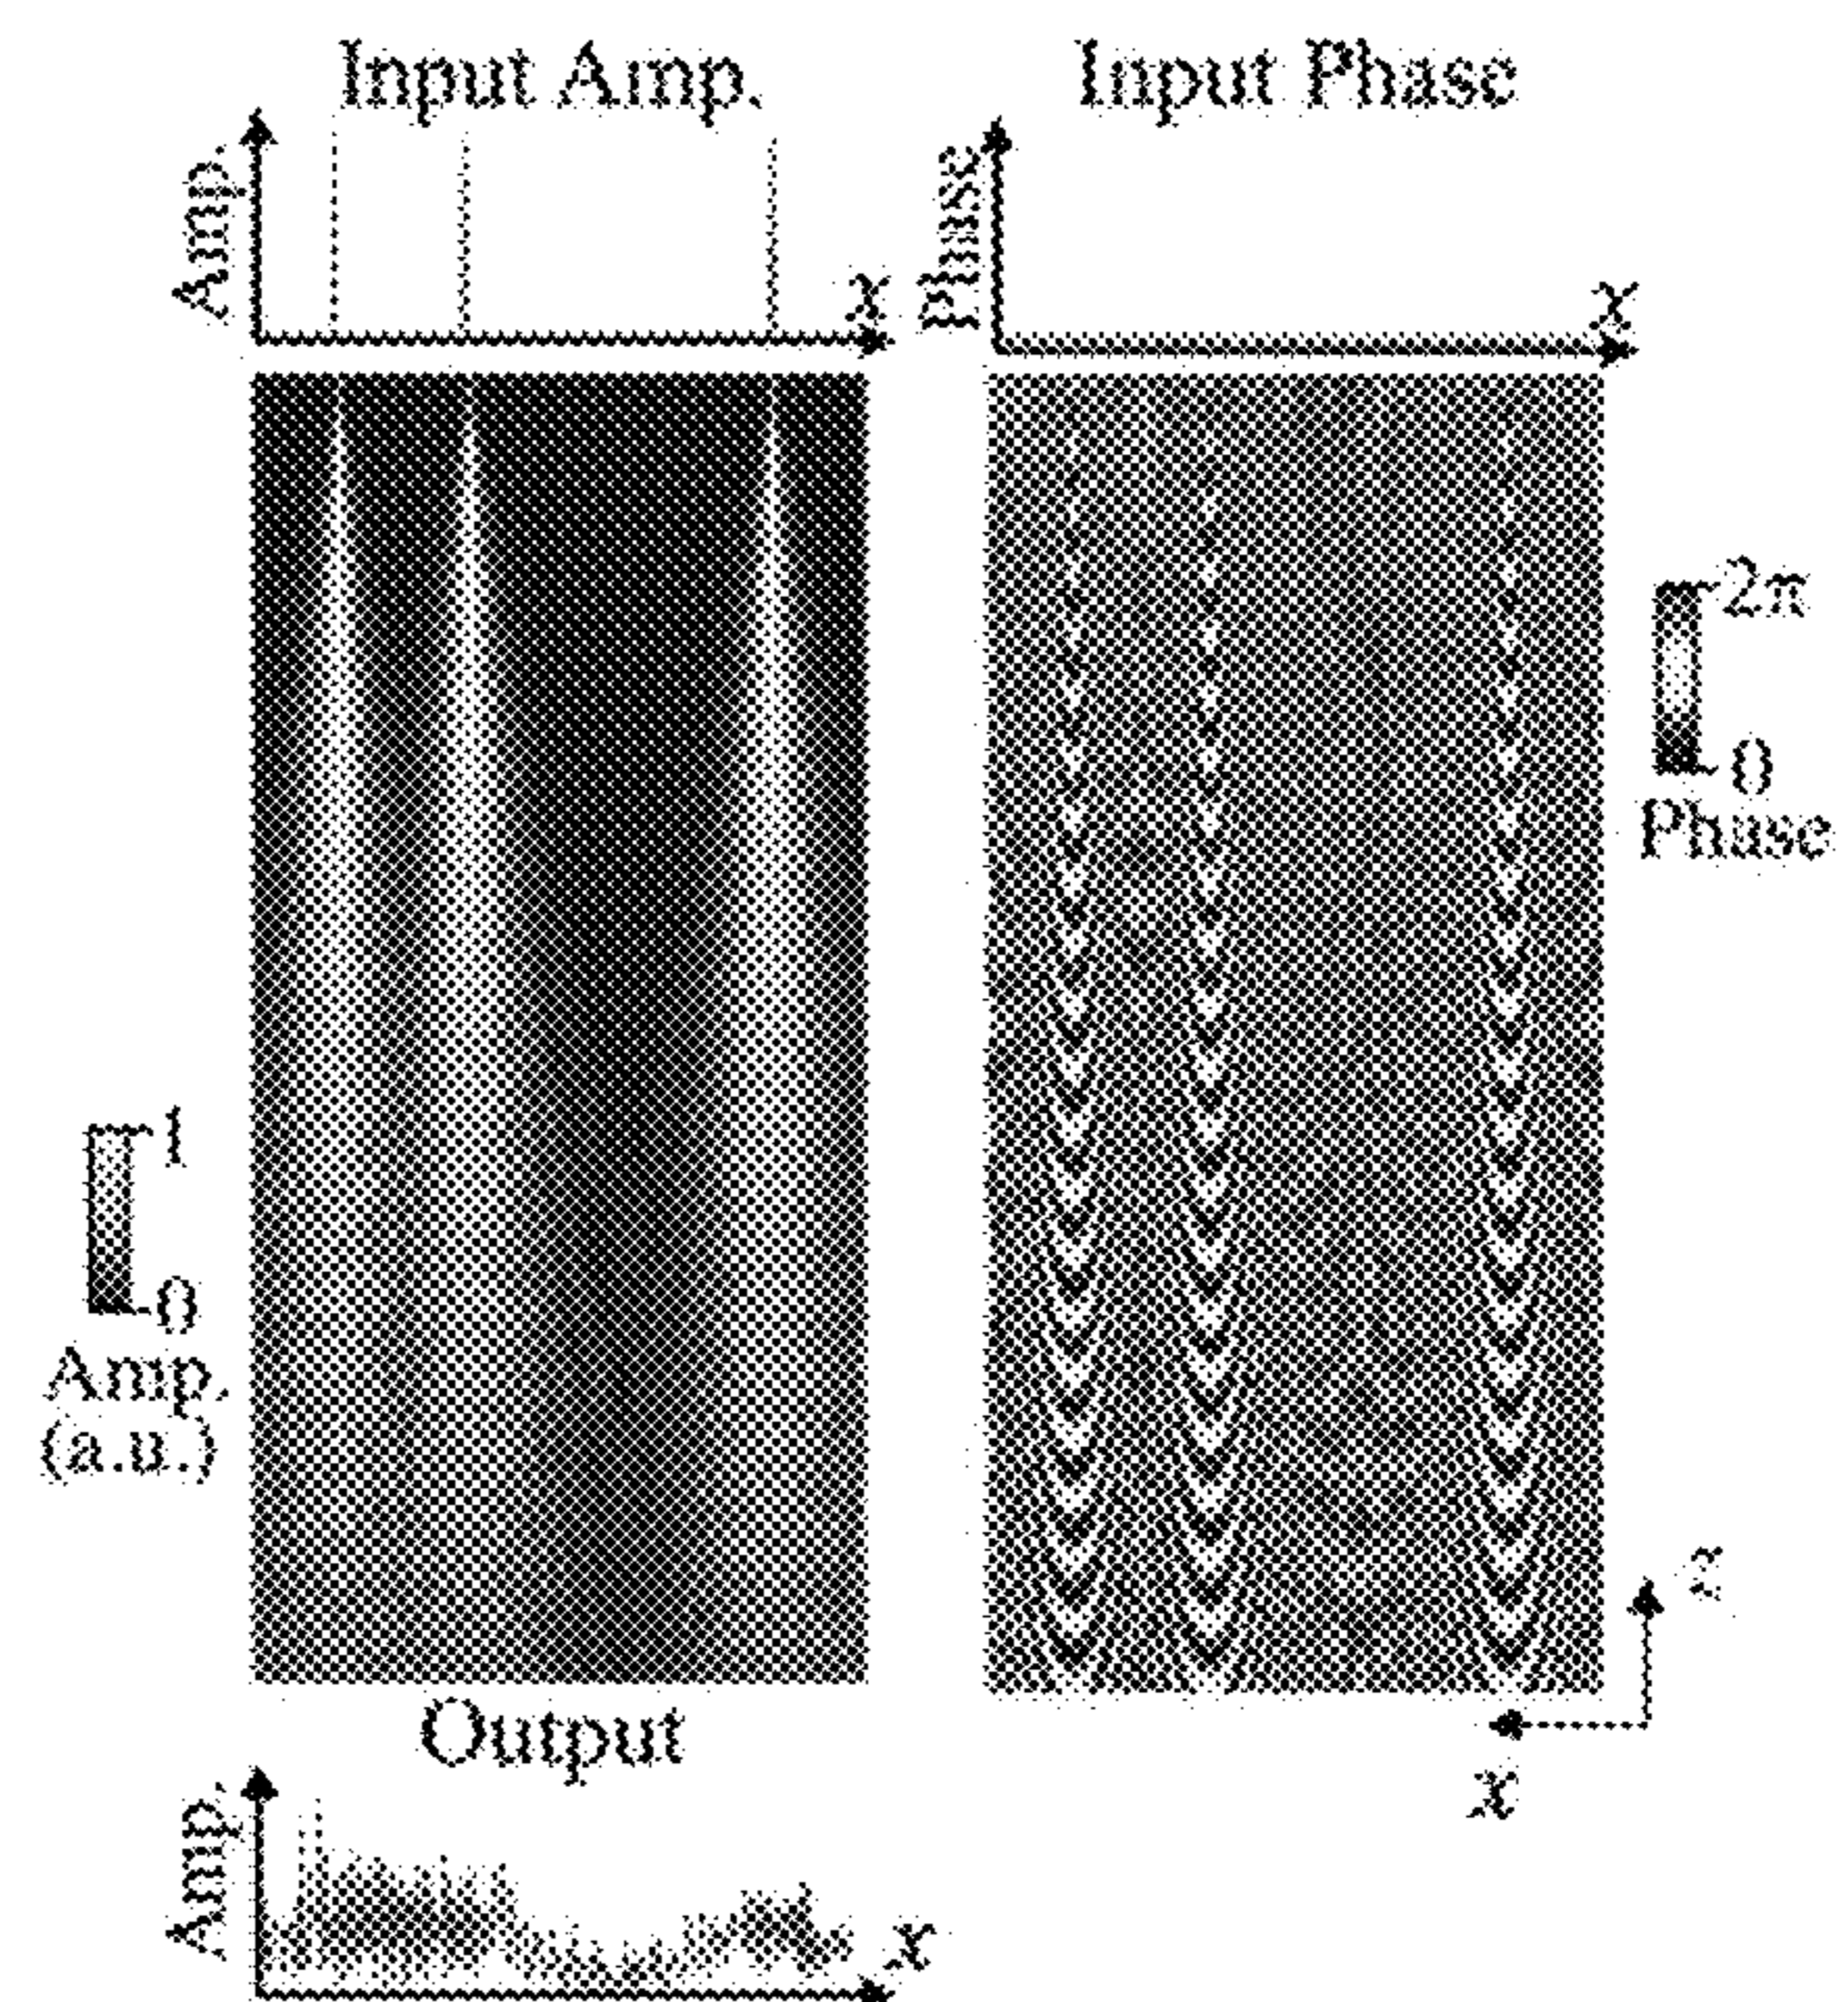 Input Amp.
Input Phase
Amp.
x
Phase
x
2π
0
Phase
1
0
Amp.
(a.u.)
z
x
Output
Amp.
x